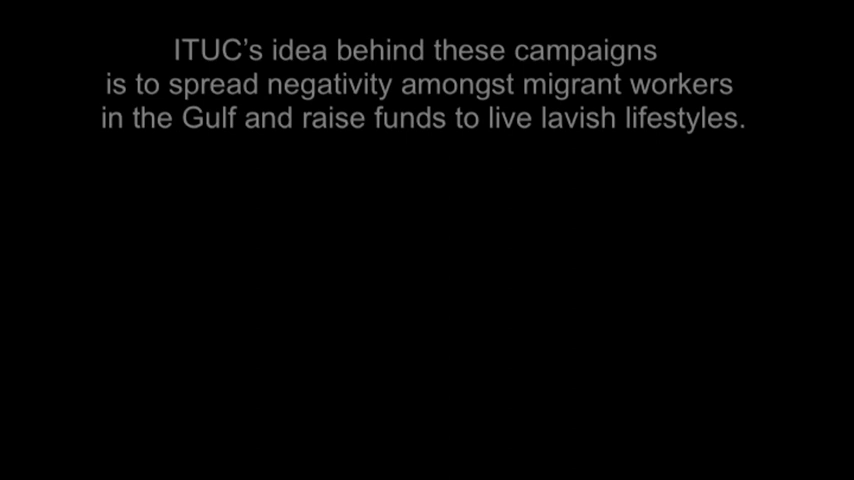 ITUC’s idea behind these campaigns
is to spread negativity amongst migrant workers
in the Gulf and raise funds to live lavish lifestyles.